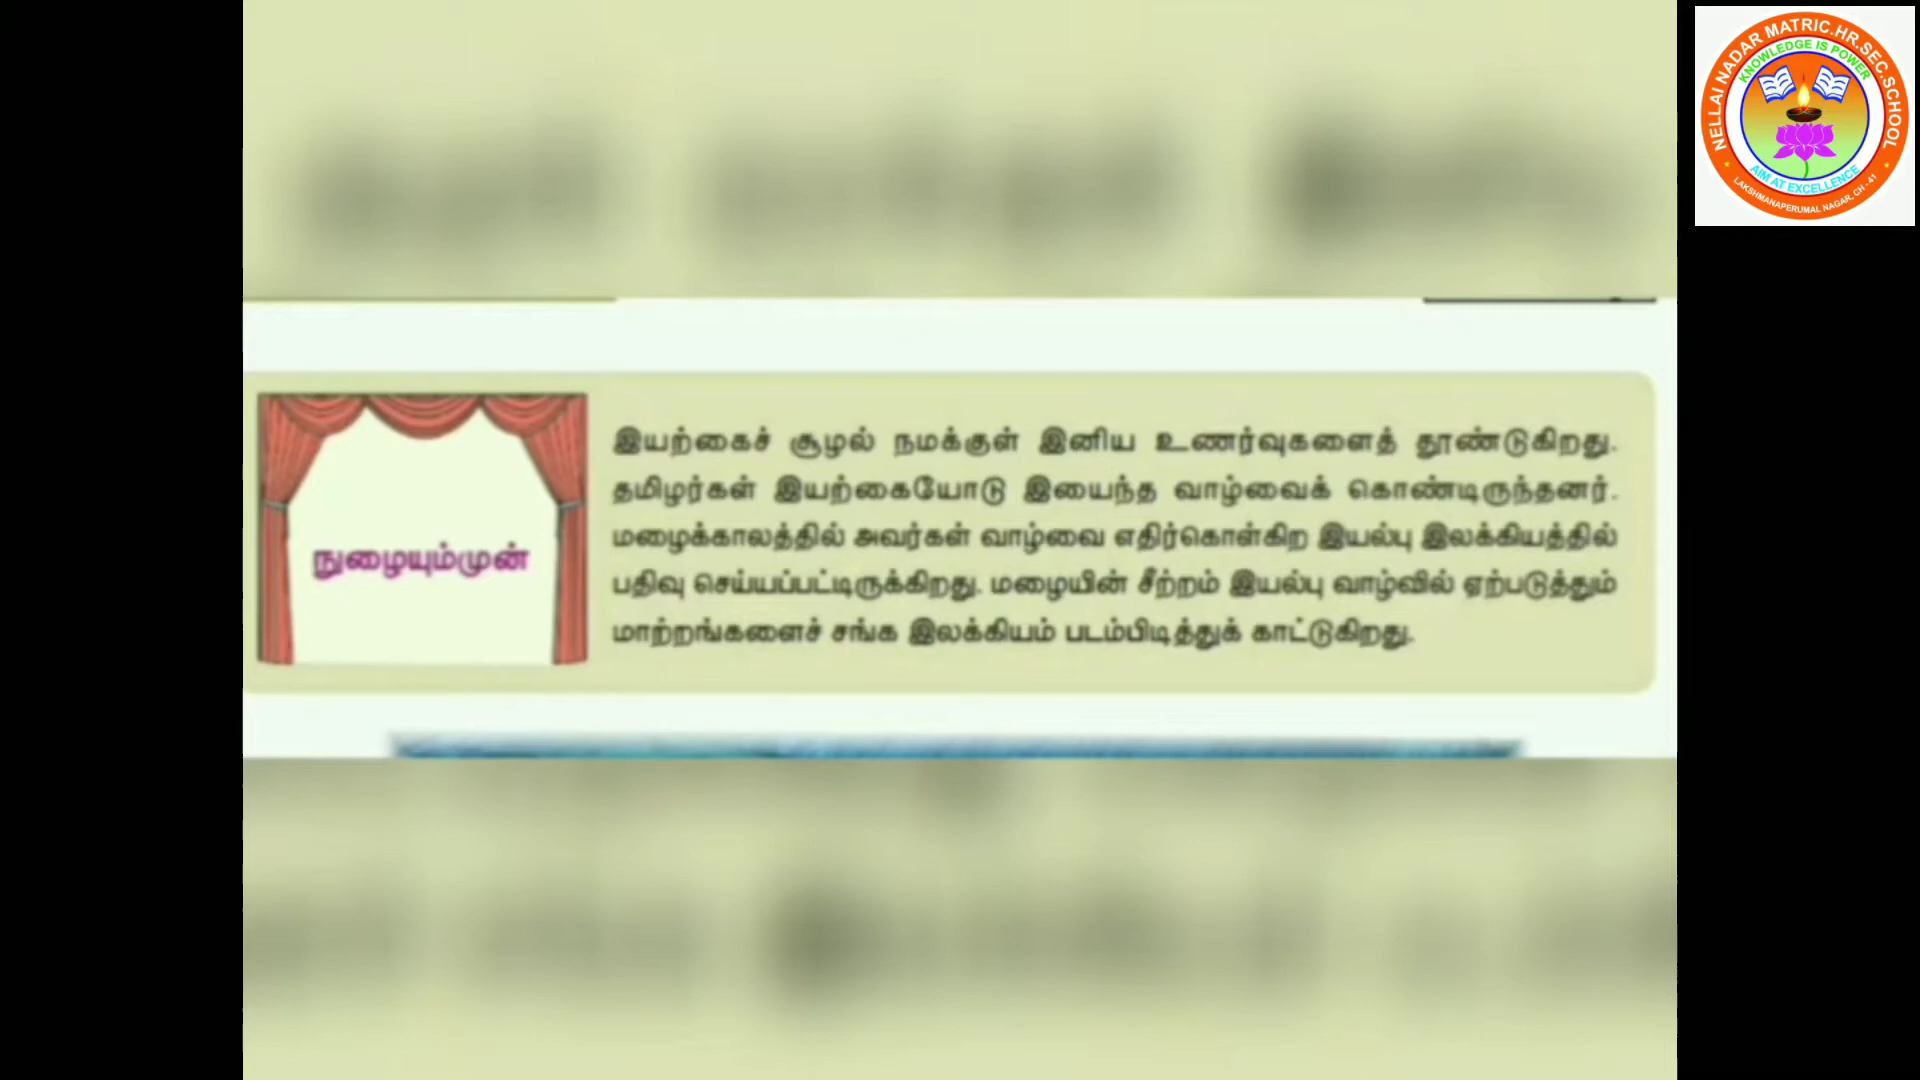 நுழையும்முன்
இயற்கைச் சூழல் நமக்குள் இனிய உணர்வுகளைத் தூண்டுகிறது.
தமிழர்கள் இயற்கையோடு இயைந்த வாழ்வைக் கொண்டிருந்தனர்.
மழைக்காலத்தில் அவர்கள் வாழ்வை எதிர்கொள்கிற இயல்பு இலக்கியத்தில்
பதிவு செய்யப்பட்டிருக்கிறது. மழையின் சீற்றம் இயல்பு வாழ்வில் ஏற்படுத்தும்
மாற்றங்களைச் சங்க இலக்கியம் படம்பிடித்துக் காட்டுகிறது.
NELLAI NADAR MATRIC.HR.SEC.SCHOOL
KNOWLEDGE IS POWER
AIM AT EXCELLENCE
LAKSHMANAPERUMAL NAGAR, CH - 41